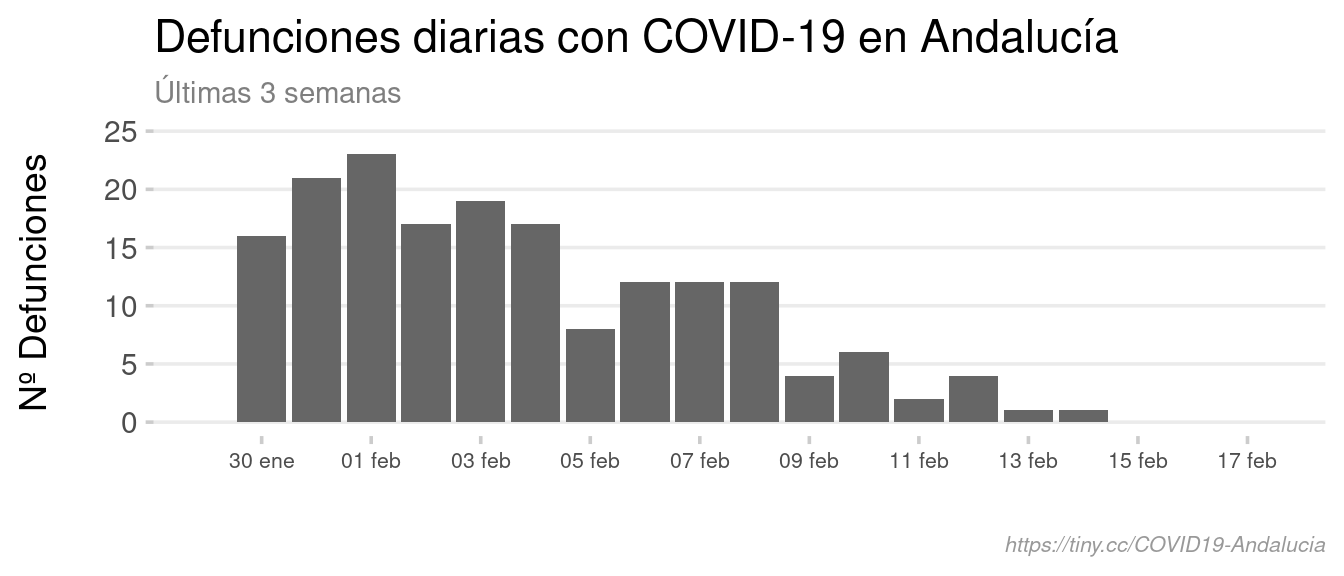 Defunciones diarias con COVID-19 en Andalucía
Últimas 3 semanas
Nº Defunciones
25
20
15
10
5
0
30 ene 01 feb 03 feb 05 feb 07 feb 09 feb 11 feb 13 feb 15 feb 17 feb
https://tiny.cc/COVID19-Andalucia